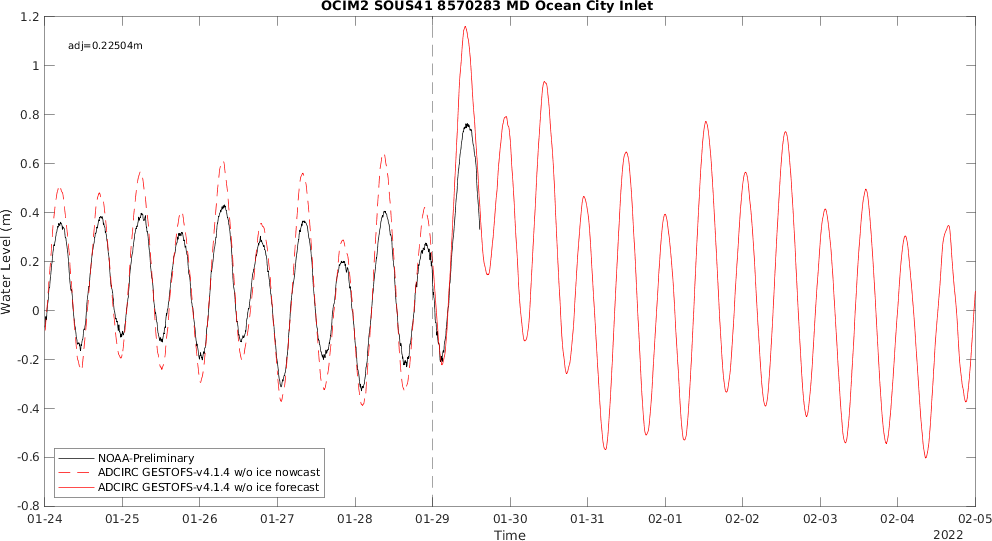 OCIM2 SOUS41 8570283 MD Ocean City Inlet
adj=0.22504m
Water Level (m)
1.2
1
0.8
0.6
0.4
0.2
0
-0.2
-0.4
-0.6
-0.8
NOAA-Preliminary
ADCIRC GESTOFS-v4.1.4 w/o ice nowcast
ADCIRC GESTOFS-v4.1.4 w/o ice forecast
01-24 01-25 01-26 01-27 01-28 01-29 01-30 01-31 02-01 02-02 02-03 02-04 02-05
Time
2022